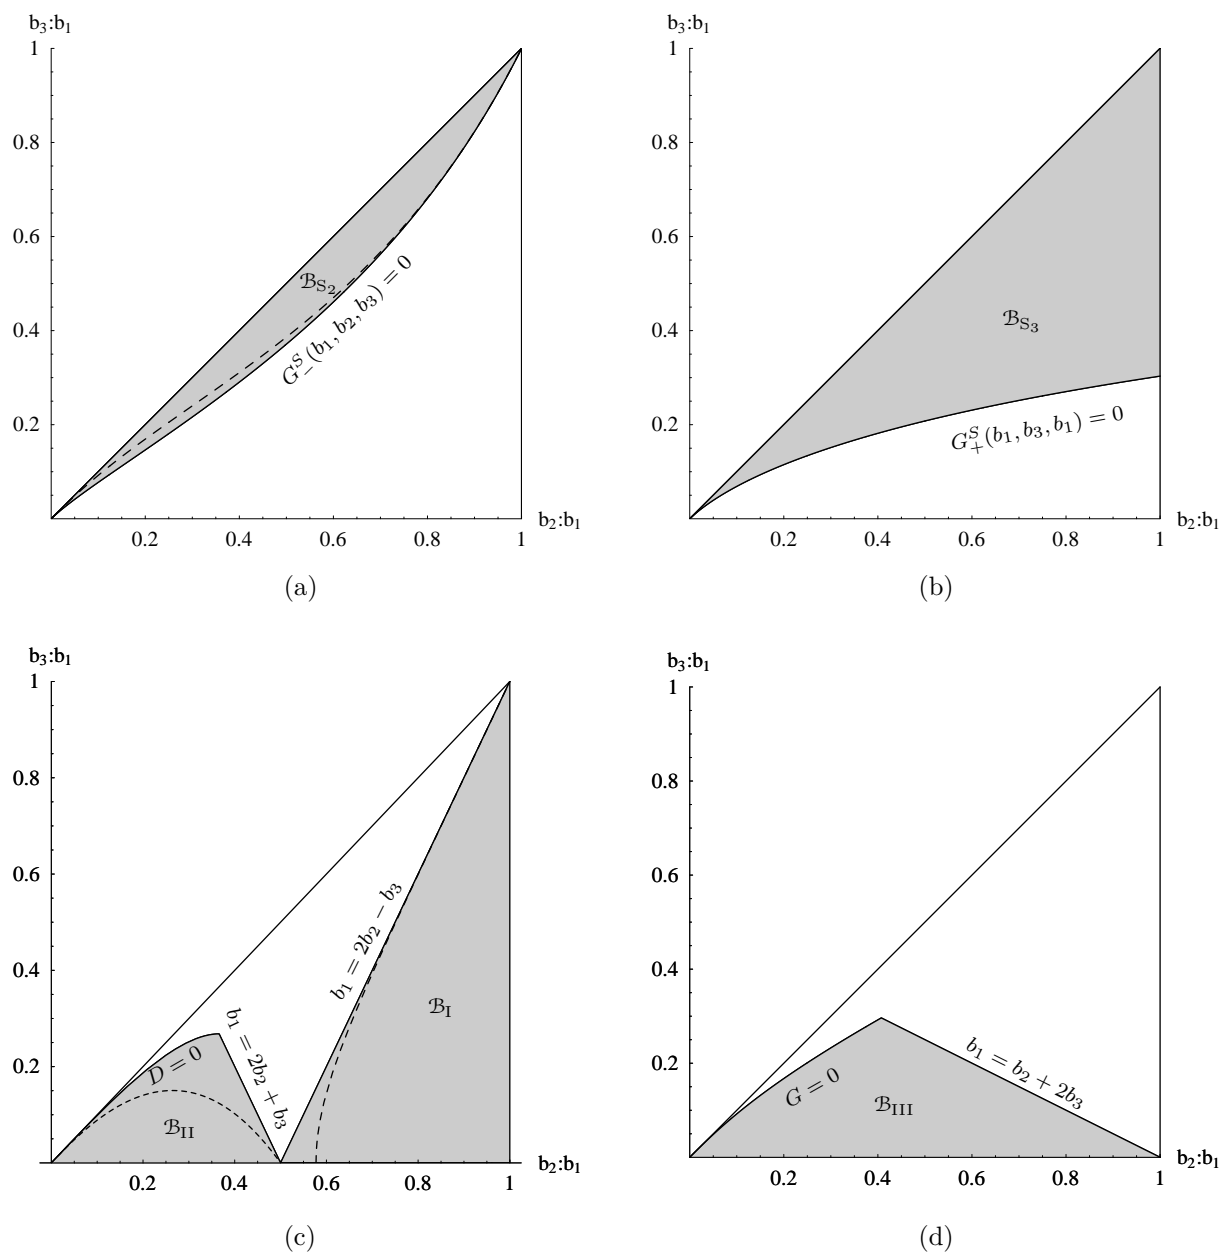 b₃:b₁
1
0.8
0.6
0.4
0.2
𝓑_{S₂}
G^S_−(b₁, b₂, b₃) = 0
0.2 0.4 0.6 0.8 1
b₂:b₁
(a)
b₃:b₁
1
0.8
0.6
0.4
0.2
𝓑_{S₃}
G^S_+(b₁, b₃, b₁) = 0
0.2 0.4 0.6 0.8 1
b₂:b₁
(b)
b₃:b₁
1
0.8
0.6
0.4
0.2
D = 0
b₁ = 2b₂ + b₃
b₁ = 2b₂ − b₃
𝓑_I
𝓑_II
0.2 0.4 0.6 0.8 1
b₂:b₁
(c)
b₃:b₁
1
0.8
0.6
0.4
0.2
G = 0
b₁ = b₂ + 2b₃
𝓑_III
0.2 0.4 0.6 0.8 1
b₂:b₁
(d)